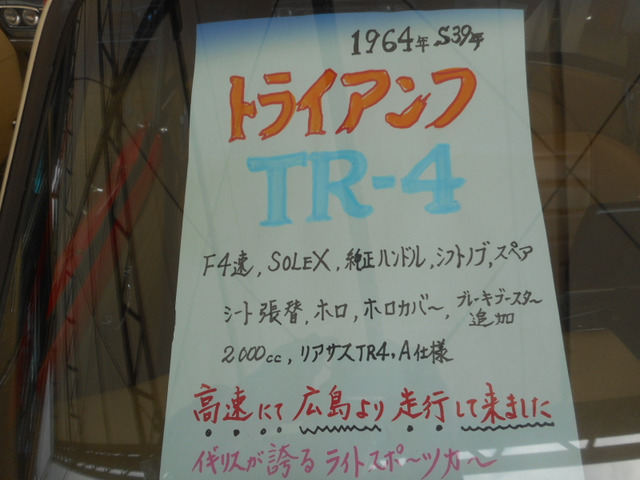 1964年 S39年
トライアンフ
TR-4
F4速, SOLEX, 純正ハンドル, シフトノブ, スペア
シート張替, ホロ, ホロカバー, ブレーキブースター追加
2000cc, リアサスTR4.A仕様
高速にて広島より走行して来ました
イギリスが誇るライトスポーツカー